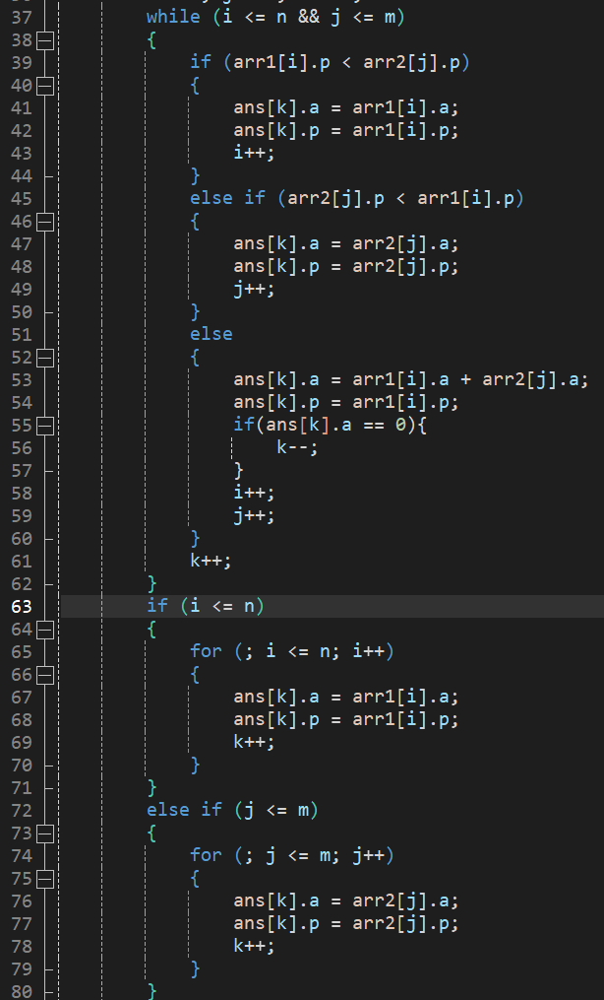 37 while (i <= n && j <= m)
38 {
39 if (arr1[i].p < arr2[j].p)
40 {
41 ans[k].a = arr1[i].a;
42 ans[k].p = arr1[i].p;
43 i++;
44 }
45 else if (arr2[j].p < arr1[i].p)
46 {
47 ans[k].a = arr2[j].a;
48 ans[k].p = arr2[j].p;
49 j++;
50 }
51 else
52 {
53 ans[k].a = arr1[i].a + arr2[j].a;
54 ans[k].p = arr1[i].p;
55 if(ans[k].a == 0){
56 k--;
57 }
58 i++;
59 j++;
60 }
61 k++;
62 }
63 if (i <= n)
64 {
65 for (; i <= n; i++)
66 {
67 ans[k].a = arr1[i].a;
68 ans[k].p = arr1[i].p;
69 k++;
70 }
71 }
72 else if (j <= m)
73 {
74 for (; j <= m; j++)
75 {
76 ans[k].a = arr2[j].a;
77 ans[k].p = arr2[j].p;
78 k++;
79 }
80 }